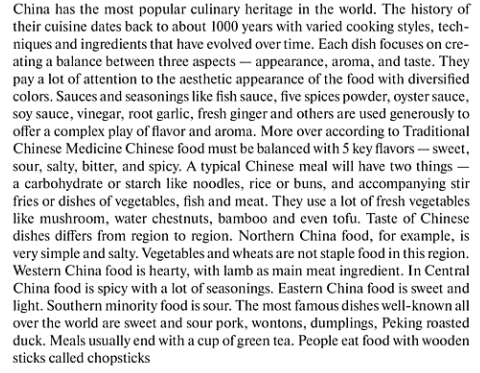 China has the most popular culinary heritage in the world. The history of
their cuisine dates back to about 1000 years with varied cooking styles, tech-
niques and ingredients that have evolved over time. Each dish focuses on cre-
ating a balance between three aspects — appearance, aroma, and taste. They
pay a lot of attention to the aesthetic appearance of the food with diversified
colors. Sauces and seasonings like fish sauce, five spices powder, oyster sauce,
soy sauce, vinegar, root garlic, fresh ginger and others are used generously to
offer a complex play of flavor and aroma. More over according to Traditional
Chinese Medicine Chinese food must be balanced with 5 key flavors — sweet,
sour, salty, bitter, and spicy. A typical Chinese meal will have two things —
a carbohydrate or starch like noodles, rice or buns, and accompanying stir
fries or dishes of vegetables, fish and meat. They use a lot of fresh vegetables
like mushroom, water chestnuts, bamboo and even tofu. Taste of Chinese
dishes differs from region to region. Northern China food, for example, is
very simple and salty. Vegetables and wheats are not staple food in this region.
Western China food is hearty, with lamb as main meat ingredient. In Central
China food is spicy with a lot of seasonings. Eastern China food is sweet and
light. Southern minority food is sour. The most famous dishes well-known all
over the world are sweet and sour pork, wontons, dumplings, Peking roasted
duck. Meals usually end with a cup of green tea. People eat food with wooden
sticks called chopsticks